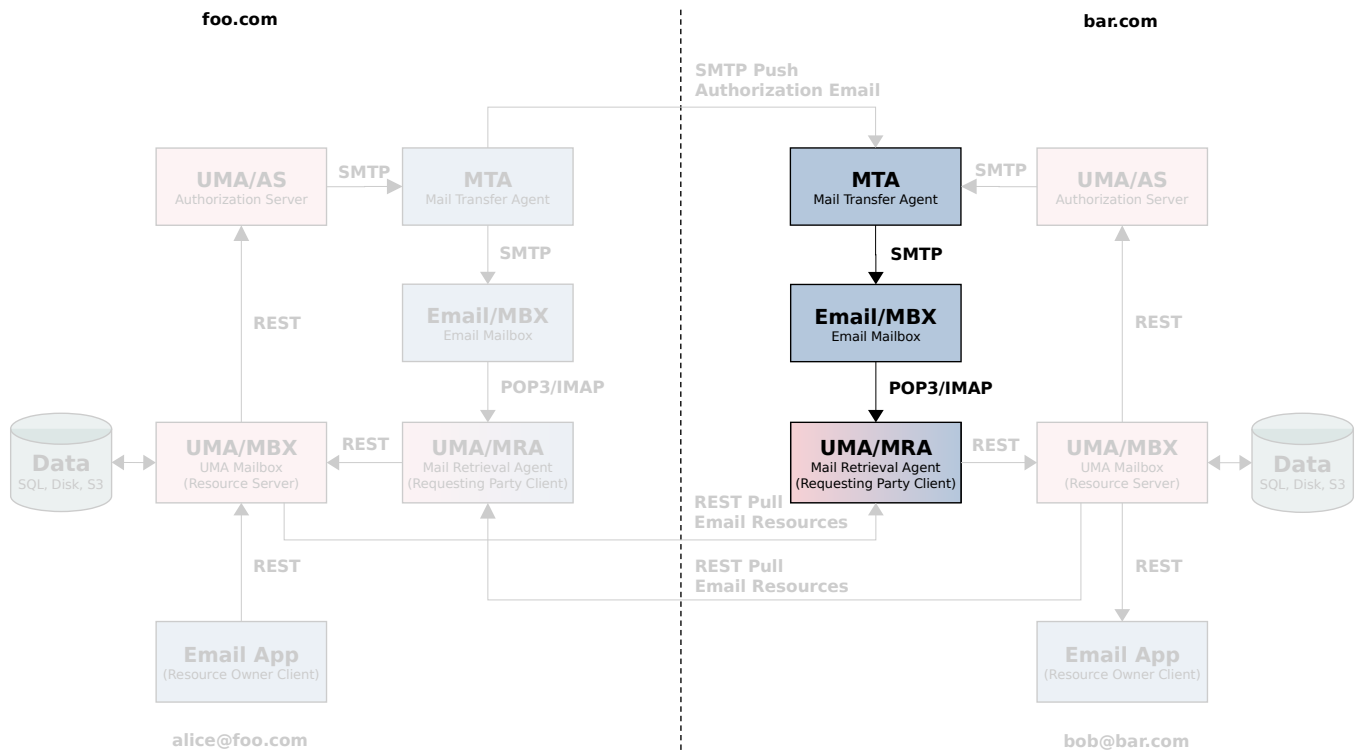 foo.com
bar.com
SMTP Push
Authorization Email
UMA/AS
Authorization Server
SMTP
MTA
Mail Transfer Agent
MTA
Mail Transfer Agent
SMTP
UMA/AS
Authorization Server
SMTP
SMTP
REST
Email/MBX
Email Mailbox
Email/MBX
Email Mailbox
REST
POP3/IMAP
POP3/IMAP
Data
SQL, Disk, S3
UMA/MBX
UMA Mailbox
(Resource Server)
REST
UMA/MRA
Mail Retrieval Agent
(Requesting Party Client)
UMA/MRA
Mail Retrieval Agent
(Requesting Party Client)
REST
UMA/MBX
UMA Mailbox
(Resource Server)
Data
SQL, Disk, S3
REST Pull
Email Resources
REST
REST Pull
Email Resources
REST
Email App
(Resource Owner Client)
Email App
(Resource Owner Client)
alice@foo.com
bob@bar.com